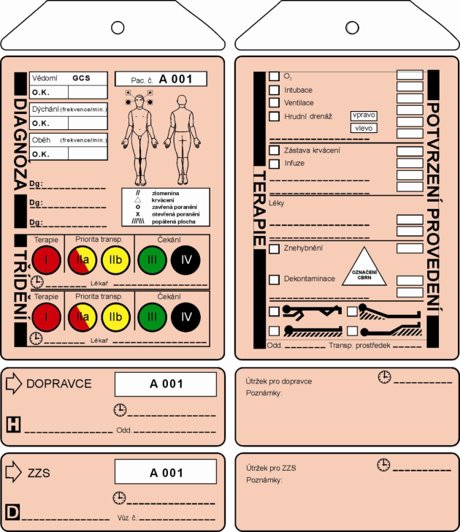 DIAGNÓZA
Vědomí GCS
O.K.
Dýchání (frekvence/min.)
O.K.
Oběh (frekvence/min.)
O.K.
Dg:
Dg:
Dg:
Pac. č. A 001
// zlomenina
△ krvácení
O zavřená poranění
X otevřená poranění
//\\//\\ popálená plocha
TŘÍDĚNÍ
Terapie Priorita transp. Čekání
I IIa IIb III IV
Lékař
Terapie Priorita transp. Čekání
I IIa IIb III IV
Lékař
DOPRAVCE A 001
H Odd.
ZZS A 001
D Vůz. č.:
TERAPIE
POTVRZENÍ PROVEDENÍ
O₂
Intubace
Ventilace
Hrudní drenáž vpravo
vlevo
Zástava krvácení
Infuze
Léky
Znehybnění
Dekontaminace
OZNAČENÍ
CBRN
Odd. Transp. prostředek
Útržek pro dopravce
Poznámky:
Útržek pro ZZS
Poznámky: